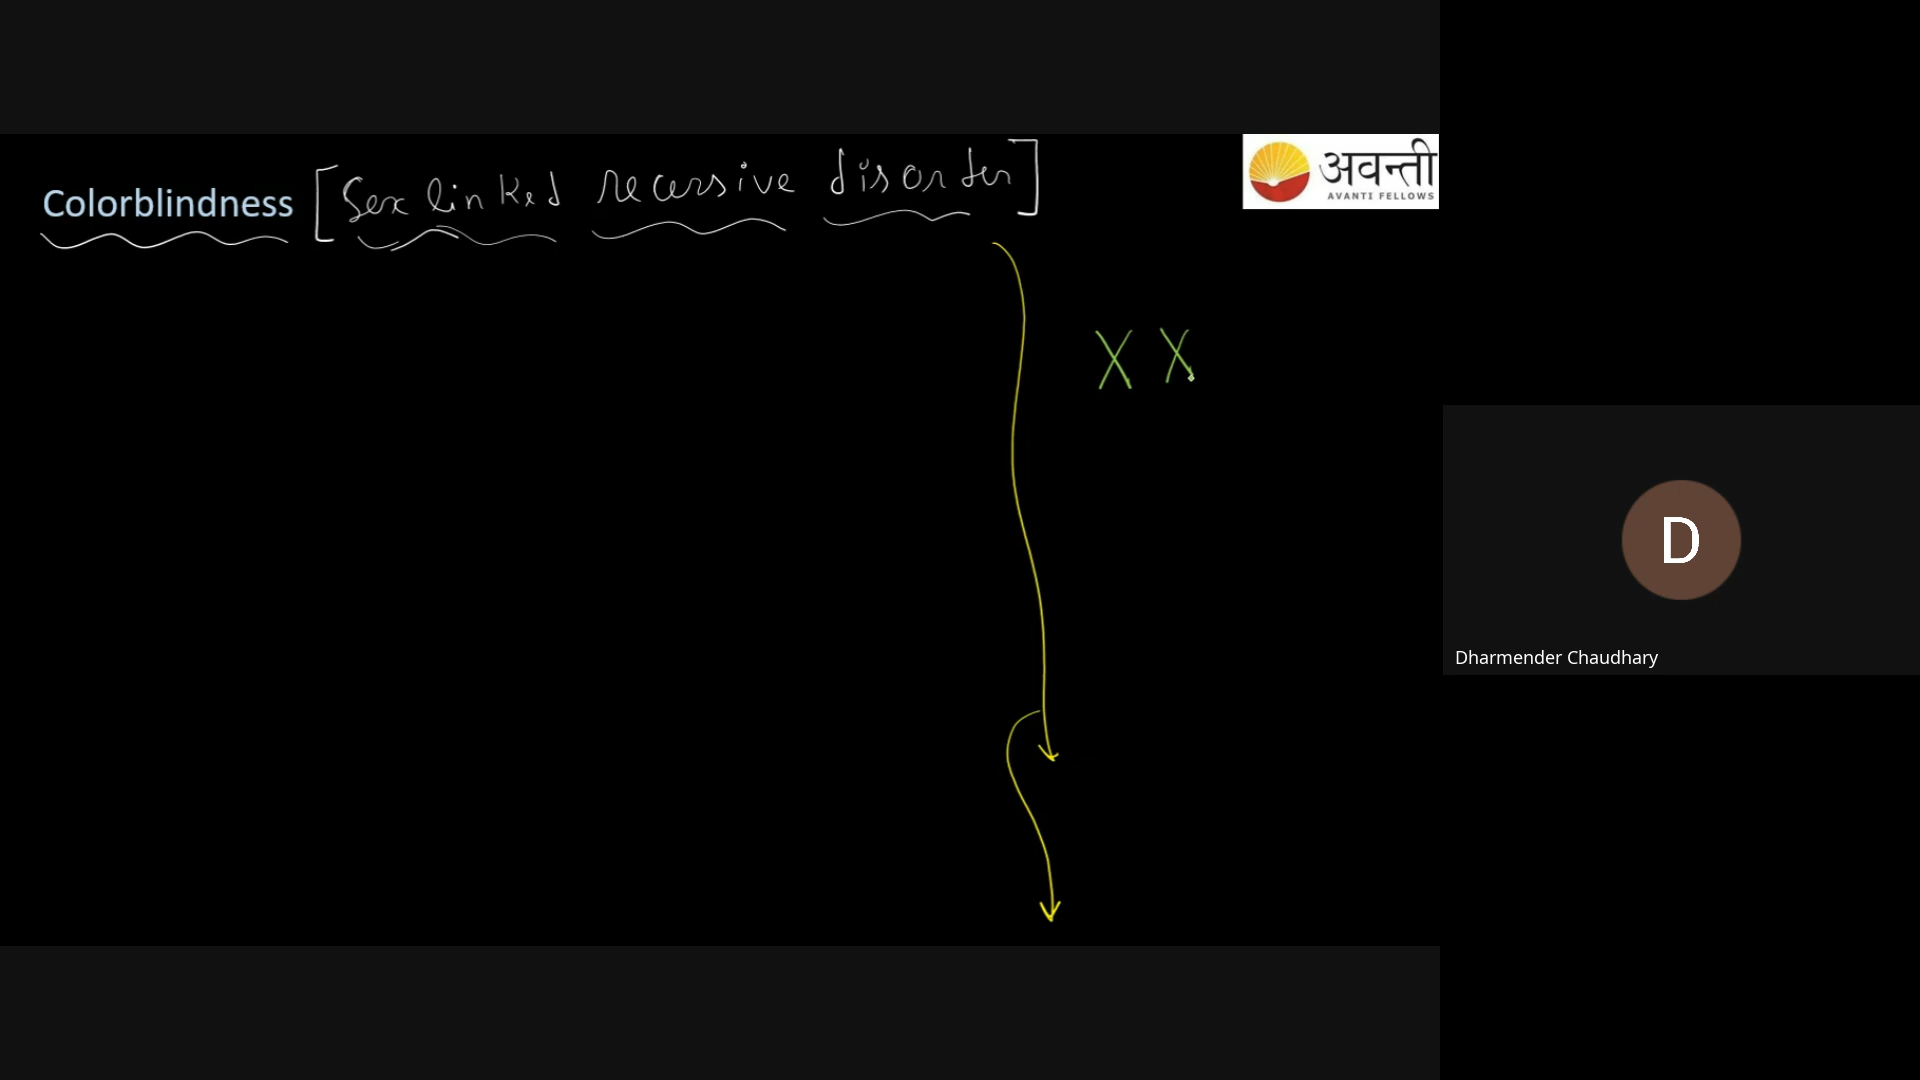 Colorblindness [Sex linked recessive disorder]
अवन्ती
AVANTI FELLOWS
X X
D
Dharmender Chaudhary